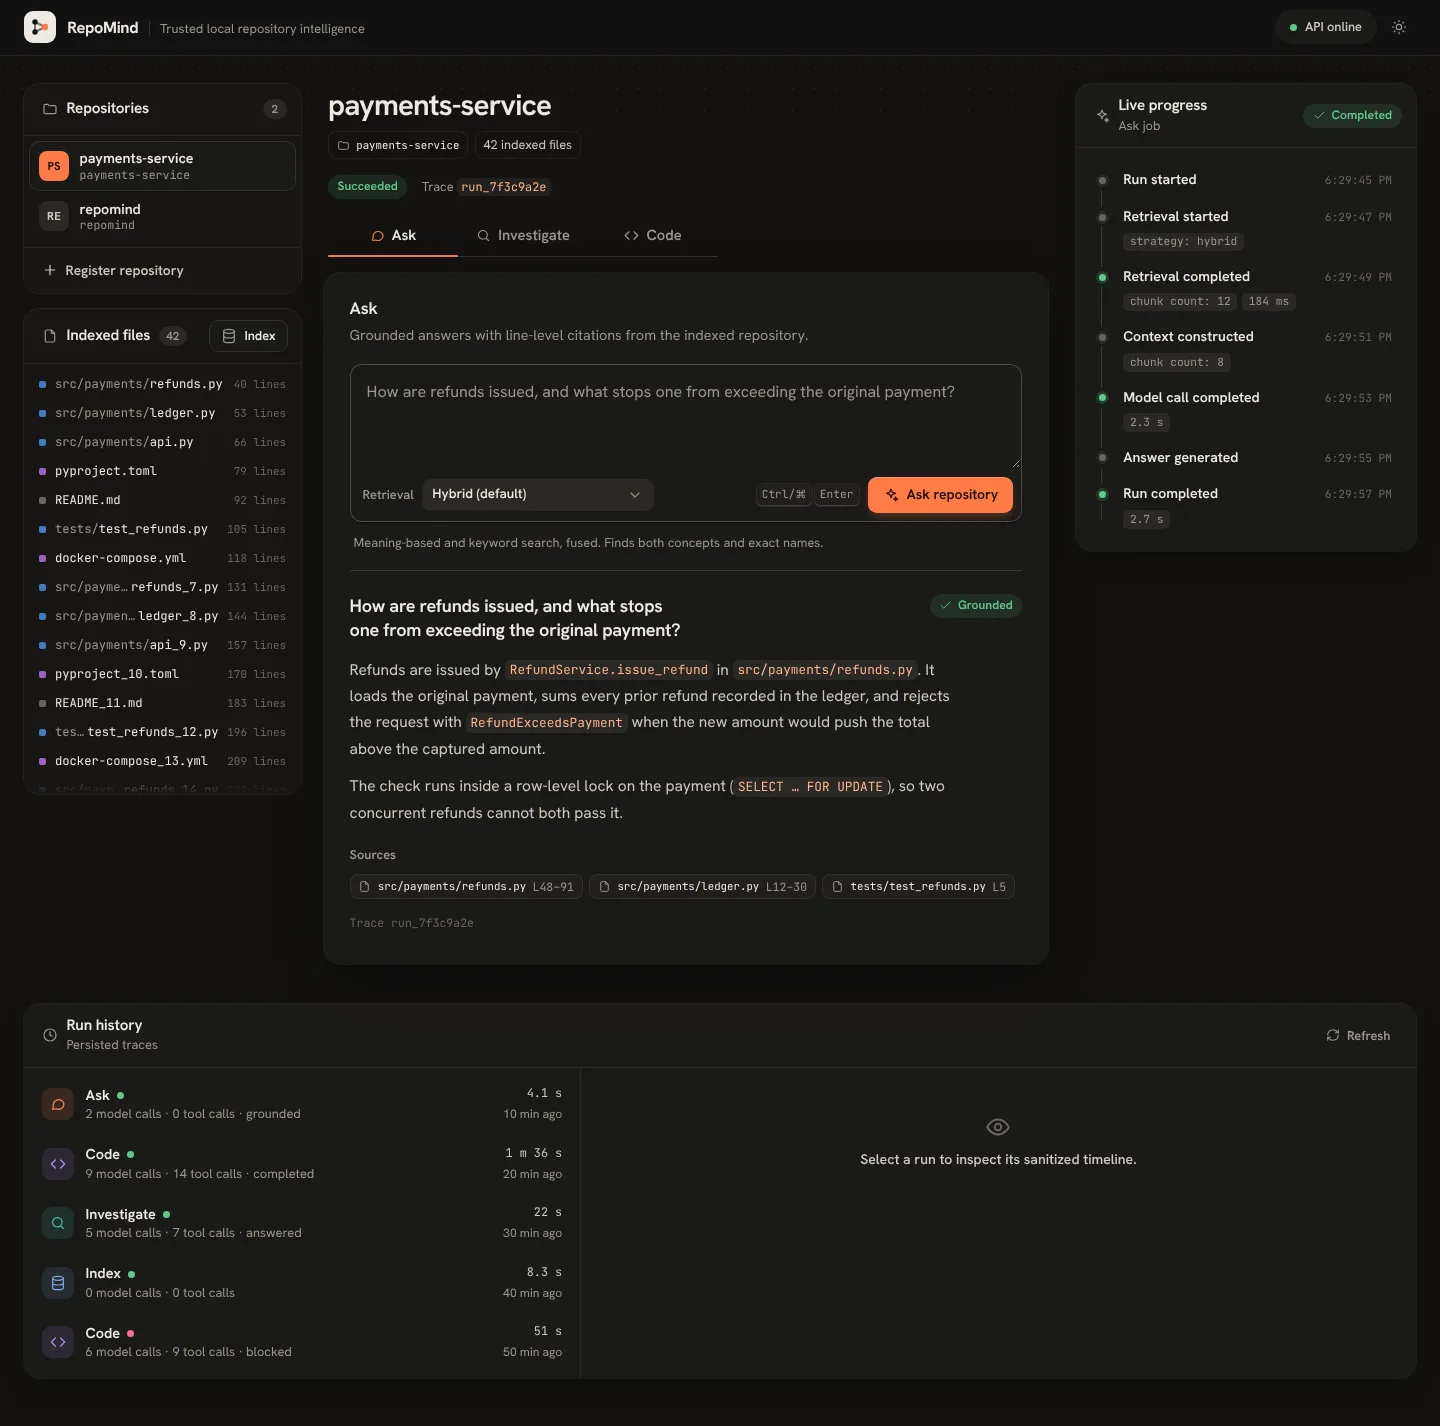 RepoMind
Trusted local repository intelligence
API online
Repositories
2
PS
payments-service
payments-service
RE
repomind
repomind
Register repository
Indexed files
42
Index
src/payments/refunds.py 40 lines
src/payments/ledger.py 53 lines
src/payments/api.py 66 lines
pyproject.toml 79 lines
README.md 92 lines
tests/test_refunds.py 105 lines
docker-compose.yml 118 lines
src/payme… refunds_7.py 131 lines
src/paymen… ledger_8.py 144 lines
src/payments/api_9.py 157 lines
pyproject_10.toml 170 lines
README_11.md 183 lines
tes… test_refunds_12.py 196 lines
docker-compose_13.yml 209 lines
src/paym… refunds_14.py
payments-service
payments-service
42 indexed files
Succeeded
Trace run_7f3c9a2e
Ask
Investigate
Code
Ask
Grounded answers with line-level citations from the indexed repository.
How are refunds issued, and what stops one from exceeding the original payment?
Retrieval
Hybrid (default)
Ctrl/⌘
Enter
Ask repository
Meaning-based and keyword search, fused. Finds both concepts and exact names.
How are refunds issued, and what stops
one from exceeding the original payment?
Grounded
Refunds are issued by RefundService.issue_refund in src/payments/refunds.py. It
loads the original payment, sums every prior refund recorded in the ledger, and rejects
the request with RefundExceedsPayment when the new amount would push the total
above the captured amount.
The check runs inside a row-level lock on the payment (SELECT … FOR UPDATE), so two
concurrent refunds cannot both pass it.
Sources
src/payments/refunds.py L48–91
src/payments/ledger.py L12–30
tests/test_refunds.py L5
Trace run_7f3c9a2e
Live progress
Ask job
Completed
Run started 6:29:45 PM
Retrieval started 6:29:47 PM
strategy: hybrid
Retrieval completed 6:29:49 PM
chunk count: 12
184 ms
Context constructed 6:29:51 PM
chunk count: 8
Model call completed 6:29:53 PM
2.3 s
Answer generated 6:29:55 PM
Run completed 6:29:57 PM
2.7 s
Run history
Persisted traces
Refresh
Ask 4.1 s
2 model calls · 0 tool calls · grounded 10 min ago
Code 1 m 36 s
9 model calls · 14 tool calls · completed 20 min ago
Investigate 22 s
5 model calls · 7 tool calls · answered 30 min ago
Index 8.3 s
0 model calls · 0 tool calls 40 min ago
Code 51 s
6 model calls · 9 tool calls · blocked 50 min ago
Select a run to inspect its sanitized timeline.